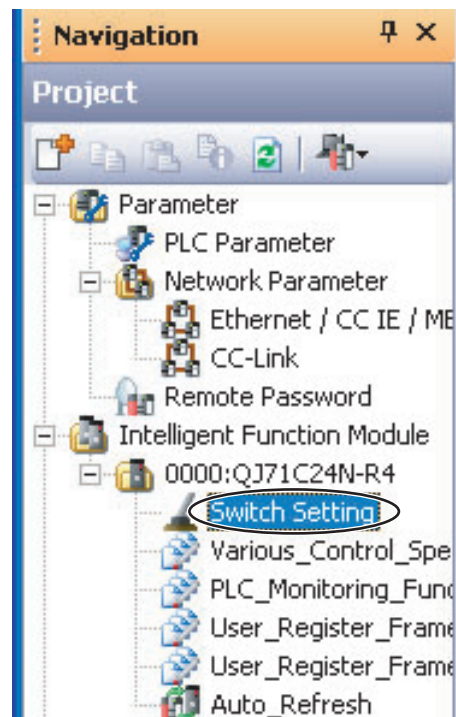 Navigation
Project
Parameter
PLC Parameter
Network Parameter
Ethernet / CC IE / ME
CC-Link
Remote Password
Intelligent Function Module
0000:QJ71C24N-R4
Switch Setting
Various_Control_Spe
PLC_Monitoring_Func
User_Register_Frame
User_Register_Frame
Auto_Refresh